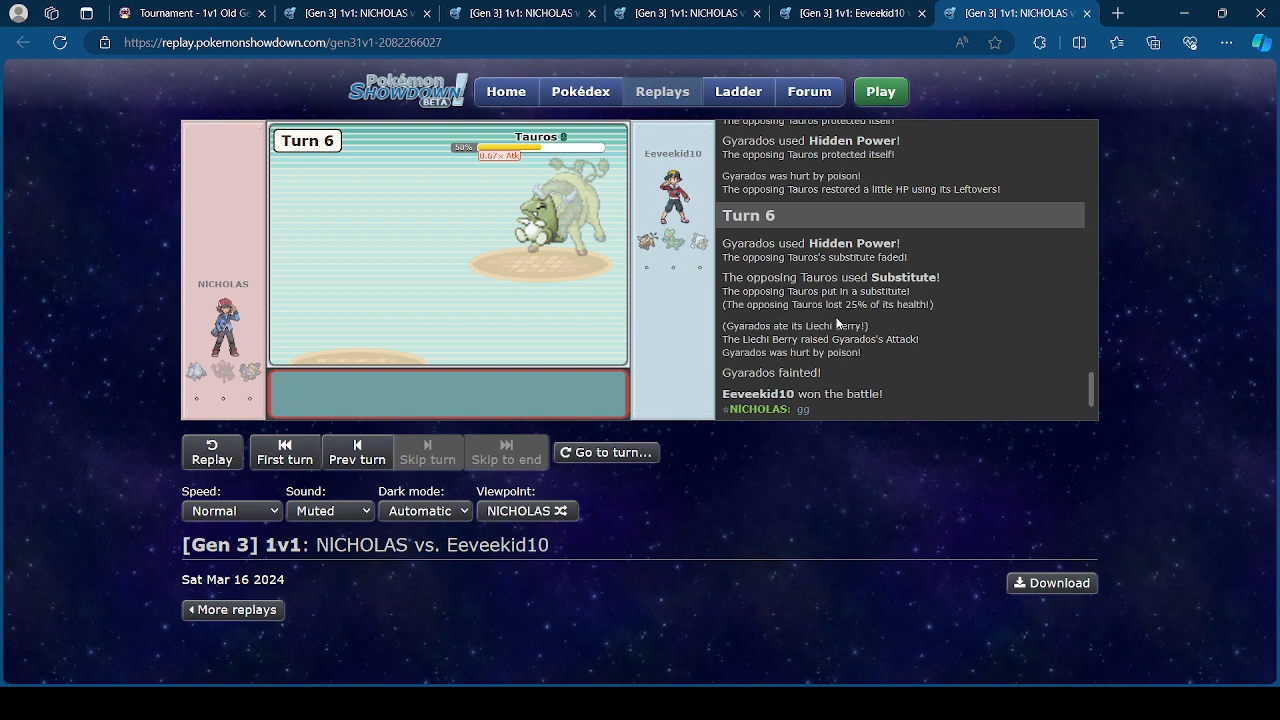 Tournament - 1v1 Old Ge
[Gen 3] 1v1: NICHOLAS v
[Gen 3] 1v1: NICHOLAS v
[Gen 3] 1v1: NICHOLAS v
[Gen 3] 1v1: Eeveekid10
[Gen 3] 1v1: NICHOLAS v
https://replay.pokemonshowdown.com/gen31v1-2082266027
Pokémon
SHOWDOWN!
BETA
Home
Pokédex
Replays
Ladder
Forum
Play
Turn 6
Tauros
50%
0.67× Atk
NICHOLAS
Eeveekid10
The opposing Tauros protected itself!
Gyarados used Hidden Power!
The opposing Tauros protected itself!
Gyarados was hurt by poison!
The opposing Tauros restored a little HP using its Leftovers!
Turn 6
Gyarados used Hidden Power!
The opposing Tauros's substitute faded!
The opposing Tauros used Substitute!
The opposing Tauros put in a substitute!
(The opposing Tauros lost 25% of its health!)
(Gyarados ate its Liechi Berry!)
The Liechi Berry raised Gyarados's Attack!
Gyarados was hurt by poison!
Gyarados fainted!
Eeveekid10 won the battle!
☆NICHOLAS: gg
Replay
First turn
Prev turn
Skip turn
Skip to end
Go to turn...
Speed:
Sound:
Dark mode:
Viewpoint:
Normal
Muted
Automatic
NICHOLAS
[Gen 3] 1v1: NICHOLAS vs. Eeveekid10
Sat Mar 16 2024
Download
More replays